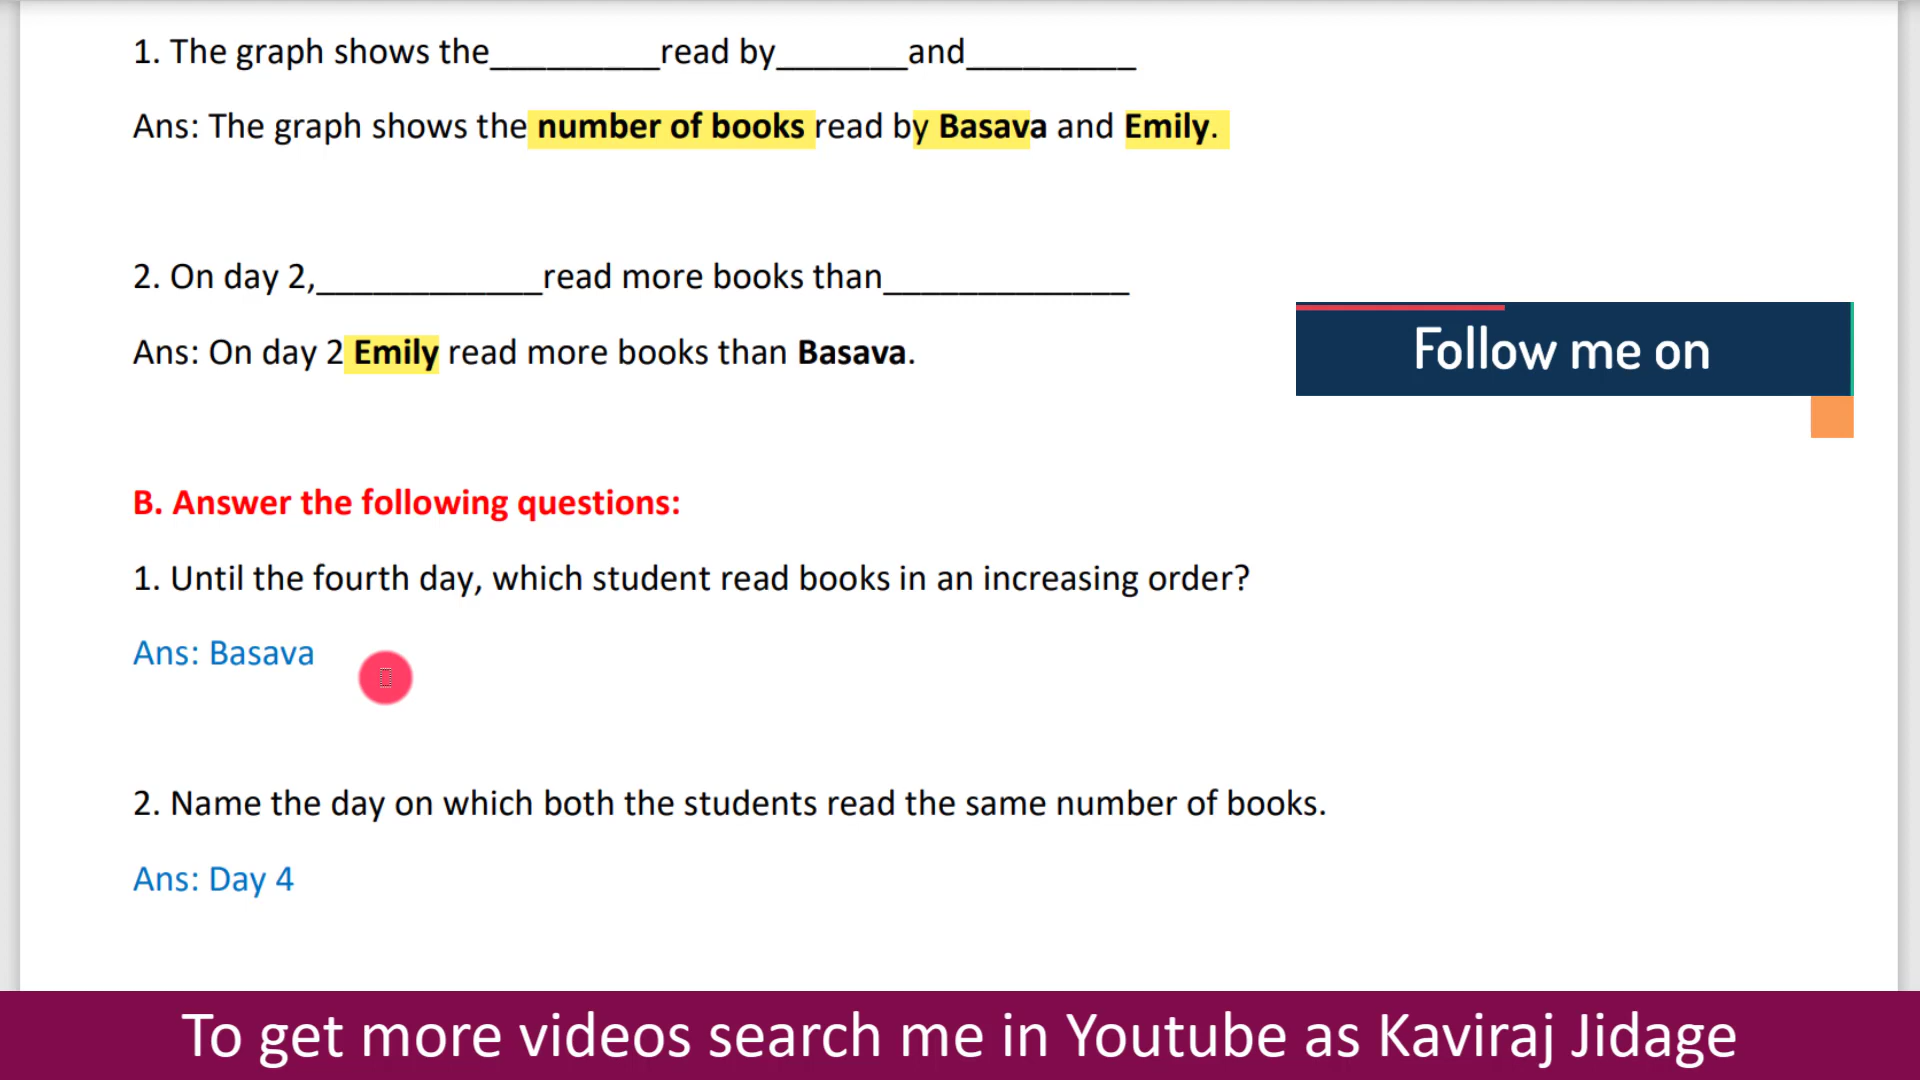 1. The graph shows the_________read by_______and_________
Ans: The graph shows the number of books read by Basava and Emily.
2. On day 2,____________read more books than_____________
Ans: On day 2 Emily read more books than Basava.
Follow me on
B. Answer the following questions:
1. Until the fourth day, which student read books in an increasing order?
Ans: Basava
2. Name the day on which both the students read the same number of books.
Ans: Day 4
To get more videos search me in Youtube as Kaviraj Jidage